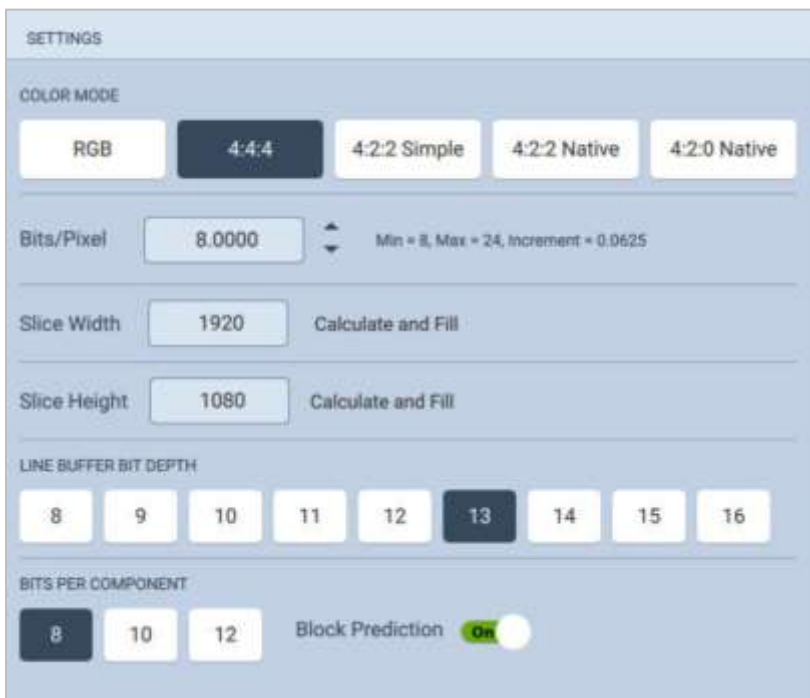 SETTINGS
COLOR MODE
RGB 4:4:4 4:2:2 Simple 4:2:2 Native 4:2:0 Native
Bits/Pixel 8.0000 Min = 8, Max = 24, Increment = 0.0625
Slice Width 1920 Calculate and Fill
Slice Height 1080 Calculate and Fill
LINE BUFFER BIT DEPTH
8 9 10 11 12 13 14 15 16
BITS PER COMPONENT
8 10 12 Block Prediction On